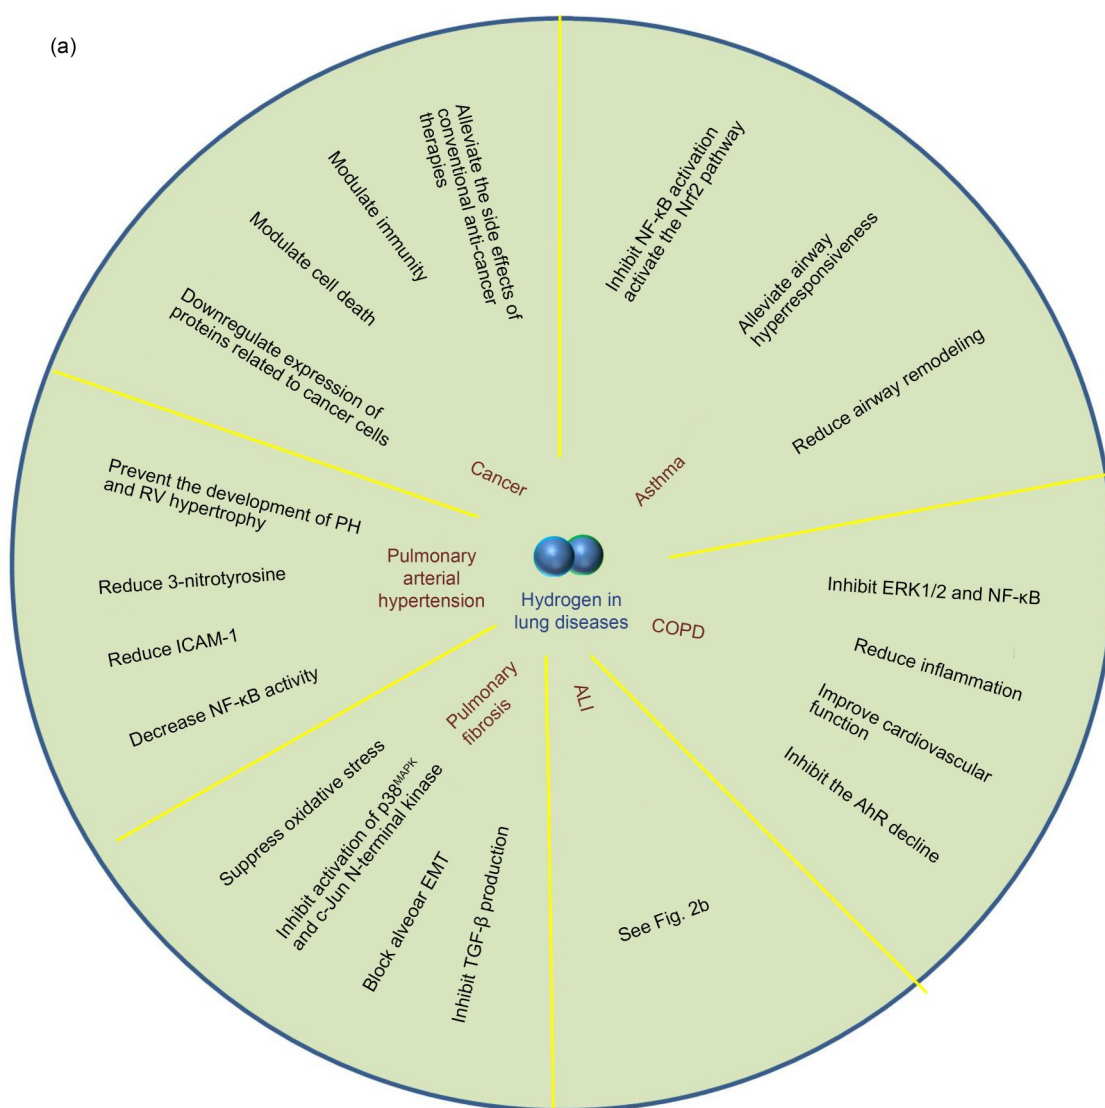 (a)
Alleviate the side effects of
conventional anti-cancer
therapies
Modulate immunity
Modulate cell death
Downregulate expression of
proteins related to cancer cells
Cancer
Inhibit NF-κB activation
activate the Nrf2 pathway
Alleviate airway
hyperresponsiveness
Reduce airway remodeling
Asthma
Prevent the development of PH
and RV hypertrophy
Reduce 3-nitrotyrosine
Reduce ICAM-1
Decrease NF-κB activity
Pulmonary
arterial
hypertension
Hydrogen in
lung diseases
COPD
Inhibit ERK1/2 and NF-κB
Reduce inflammation
Improve cardiovascular
function
Inhibit the AhR decline
Pulmonary
fibrosis
Suppress oxidative stress
Inhibit activation of p38MAPK
and c-Jun N-terminal kinase
Block alveoar EMT
Inhibit TGF-β production
ALI
See Fig. 2b